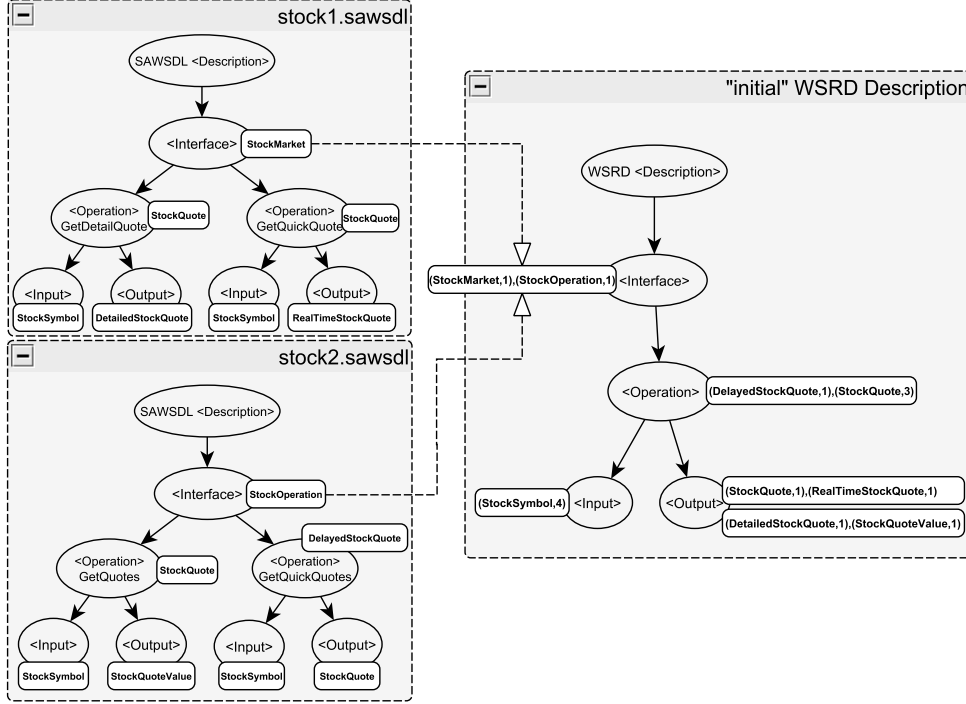 stock1.sawsdl
SAWSDL <Description>
<Interface>
StockMarket
<Operation>
GetDetailQuote
StockQuote
<Operation>
GetQuickQuote
StockQuote
<Input>
StockSymbol
<Output>
DetailedStockQuote
<Input>
StockSymbol
<Output>
RealTimeStockQuote
stock2.sawsdl
SAWSDL <Description>
<Interface>
StockOperation
<Operation>
GetQuotes
StockQuote
DelayedStockQuote
<Operation>
GetQuickQuotes
<Input>
StockSymbol
<Output>
StockQuoteValue
<Input>
StockSymbol
<Output>
StockQuote
"initial" WSRD Description
WSRD <Description>
(StockMarket,1),(StockOperation,1)
<Interface>
<Operation>
(DelayedStockQuote,1),(StockQuote,3)
(StockSymbol,4)
<Input>
<Output>
(StockQuote,1),(RealTimeStockQuote,1)
(DetailedStockQuote,1),(StockQuoteValue,1)